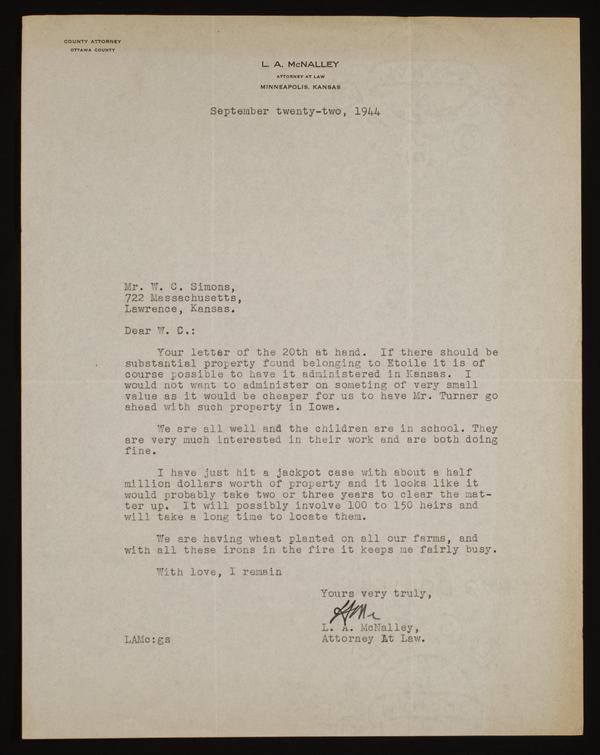 COUNTY ATTORNEY
OTTAWA COUNTY
L. A. McNALLEY
ATTORNEY AT LAW
MINNEAPOLIS, KANSAS
September twenty-two, 1944
Mr. W. C. Simons,
722 Massachusetts,
Lawrence, Kansas.
Dear W. C.:
Your letter of the 20th at hand. If there should be
substantial property found belonging to Etoile it is of
course possible to have it administered in Kansas. I
would not want to administer on someting of very small
value as it would be cheaper for us to have Mr. Turner go
ahead with such property in Iowa.
We are all well and the children are in school. They
are very much interested in their work and are both doing
fine.
I have just hit a jackpot case with about a half
million dollars worth of property and it looks like it
would probably take two or three years to clear the mat-
ter up. It will possibly involve 100 to 150 heirs and
will take a long time to locate them.
We are having wheat planted on all our farms, and
with all these irons in the fire it keeps me fairly busy.
With love, I remain
Yours very truly,
L. A. McNalley,
LAMc:gs Attorney At Law.